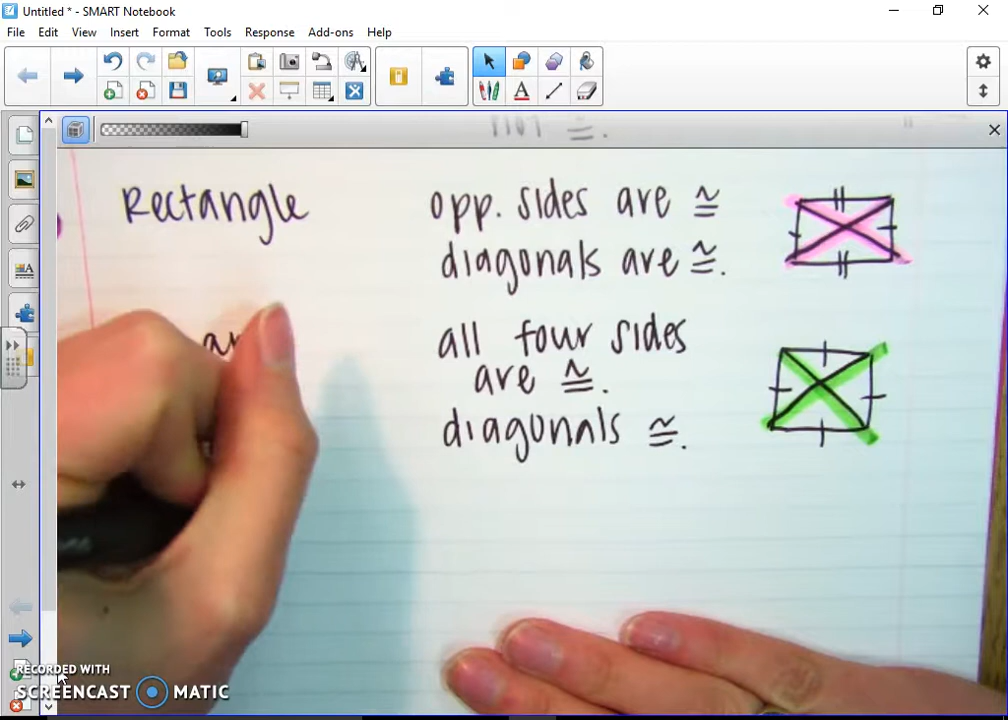 Untitled * - SMART Notebook
File Edit View Insert Format Tools Response Add-ons Help
Rectangle
opp. sides are ≅
diagonals are ≅.
all four sides
are ≅.
diagonals ≅.
RECORDED WITH
SCREENCAST MATIC